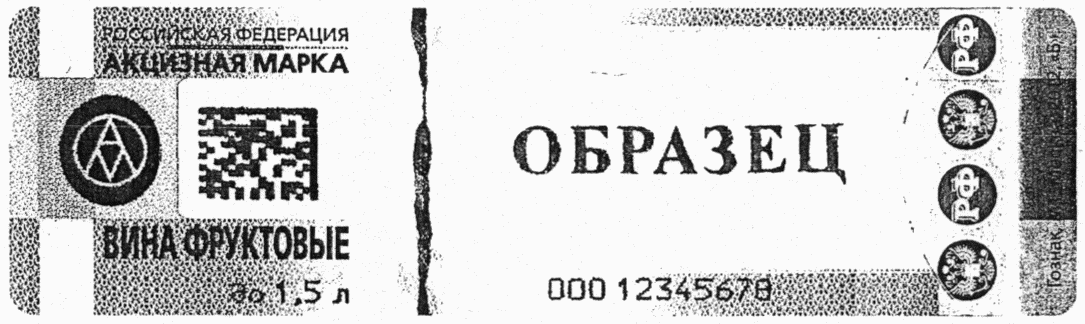 РОССИЙСКАЯ ФЕДЕРАЦИЯ
АКЦИЗНАЯ МАРКА
ВИНА ФРУКТОВЫЕ
до 1,5 л
ОБРАЗЕЦ
000 12345678
РФ
РФ
Гознак